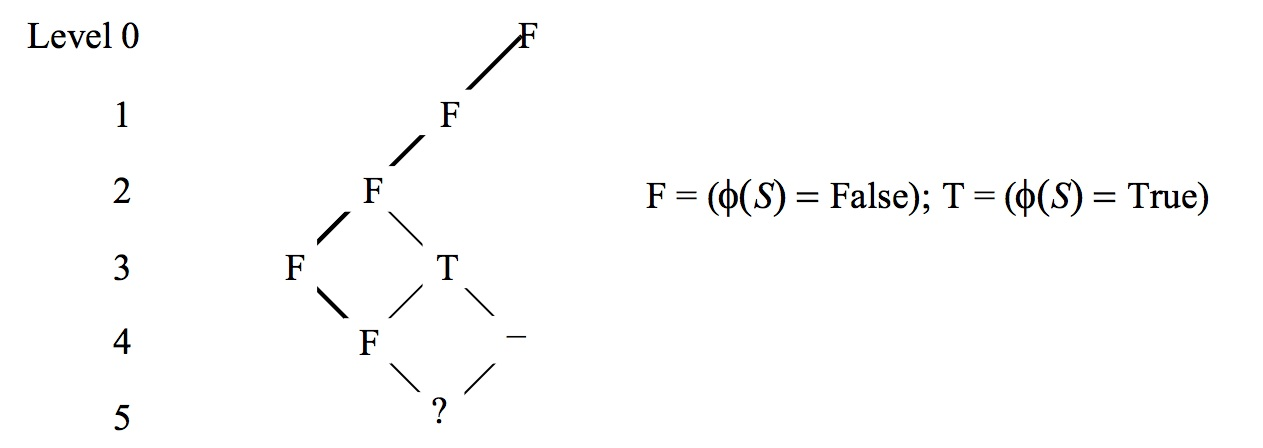 Level 0 F
1 F
2 F F = (ϕ(S) = False); T = (ϕ(S) = True)
3 F T
4 F –
5 ?